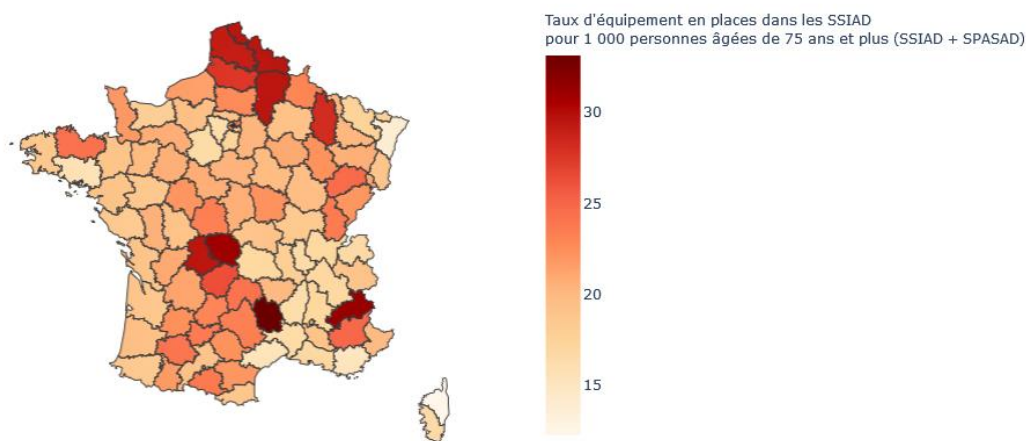 Taux d'équipement en places dans les SSIAD
pour 1 000 personnes âgées de 75 ans et plus (SSIAD + SPASAD)
30
25
20
15